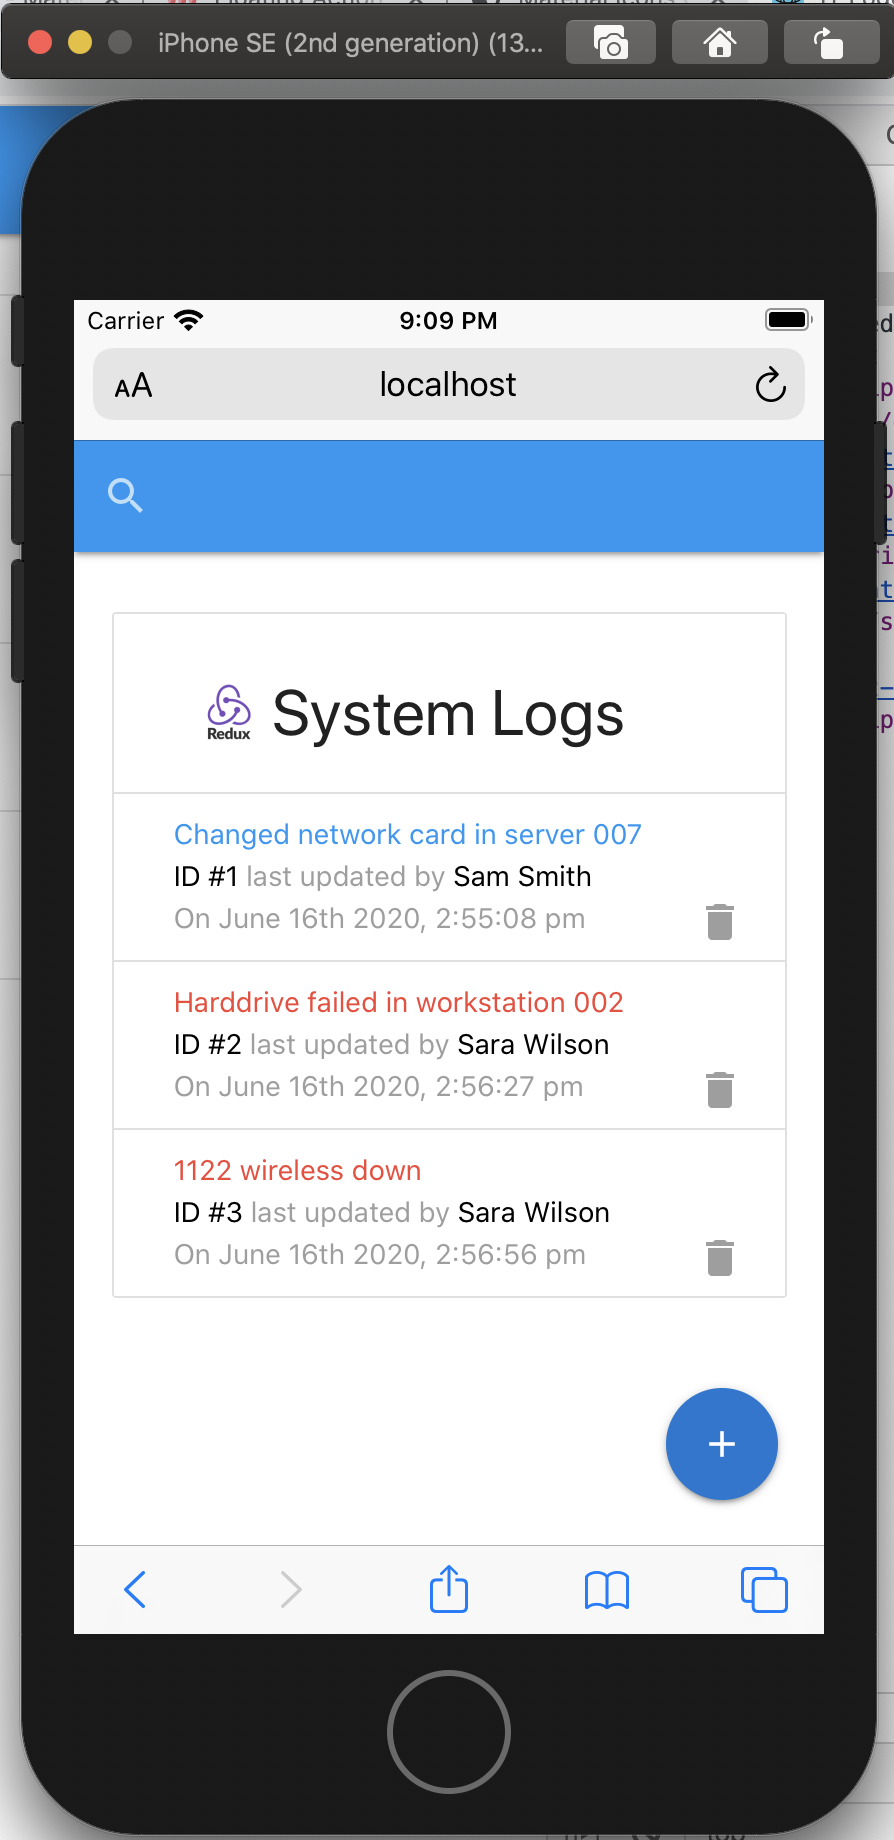 iPhone SE (2nd generation) (13...
Carrier
9:09 PM
AA
localhost
Redux
System Logs
Changed network card in server 007
ID #1 last updated by Sam Smith
On June 16th 2020, 2:55:08 pm
Harddrive failed in workstation 002
ID #2 last updated by Sara Wilson
On June 16th 2020, 2:56:27 pm
1122 wireless down
ID #3 last updated by Sara Wilson
On June 16th 2020, 2:56:56 pm